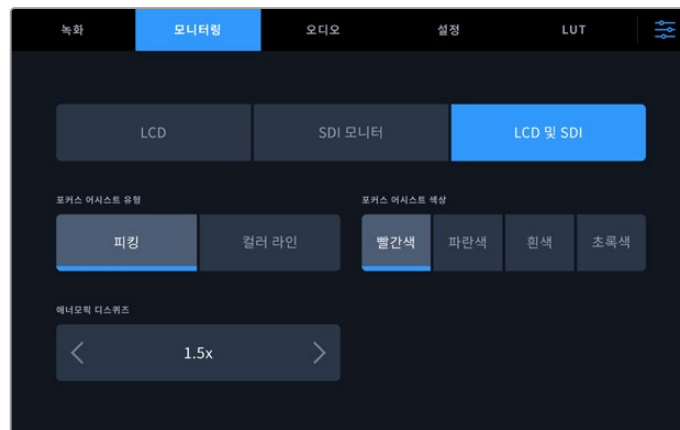 녹화 모니터링 오디오 설정 LUT
LCD SDI 모니터 LCD 및 SDI
포커스 어시스트 유형 포커스 어시스트 색상
피킹 컬러 라인 빨간색 파란색 흰색 초록색
애너모픽 디스퀴즈
1.5x